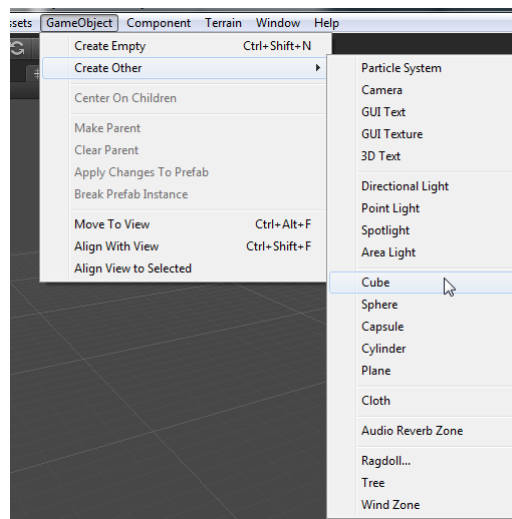 ssets GameObject Component Terrain Window Help
Create Empty Ctrl+Shift+N
Create Other
Center On Children
Make Parent
Clear Parent
Apply Changes To Prefab
Break Prefab Instance
Move To View Ctrl+Alt+F
Align With View Ctrl+Shift+F
Align View to Selected
Particle System
Camera
GUI Text
GUI Texture
3D Text
Directional Light
Point Light
Spotlight
Area Light
Cube
Sphere
Capsule
Cylinder
Plane
Cloth
Audio Reverb Zone
Ragdoll...
Tree
Wind Zone